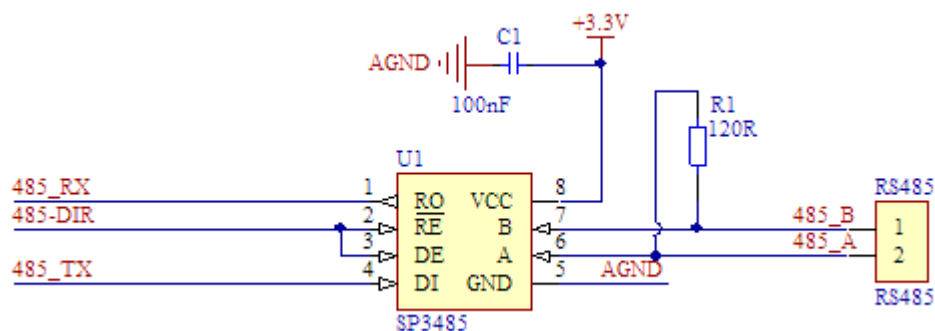 +3.3V
C1
AGND
100nF
R1
120R
U1
485_RX 1 RO VCC 8 RS485
485-DIR 2 RE B 7 485_B 1
3 DE A 6 485_A 2
485_TX 4 DI GND 5 AGND
SP3485 RS485